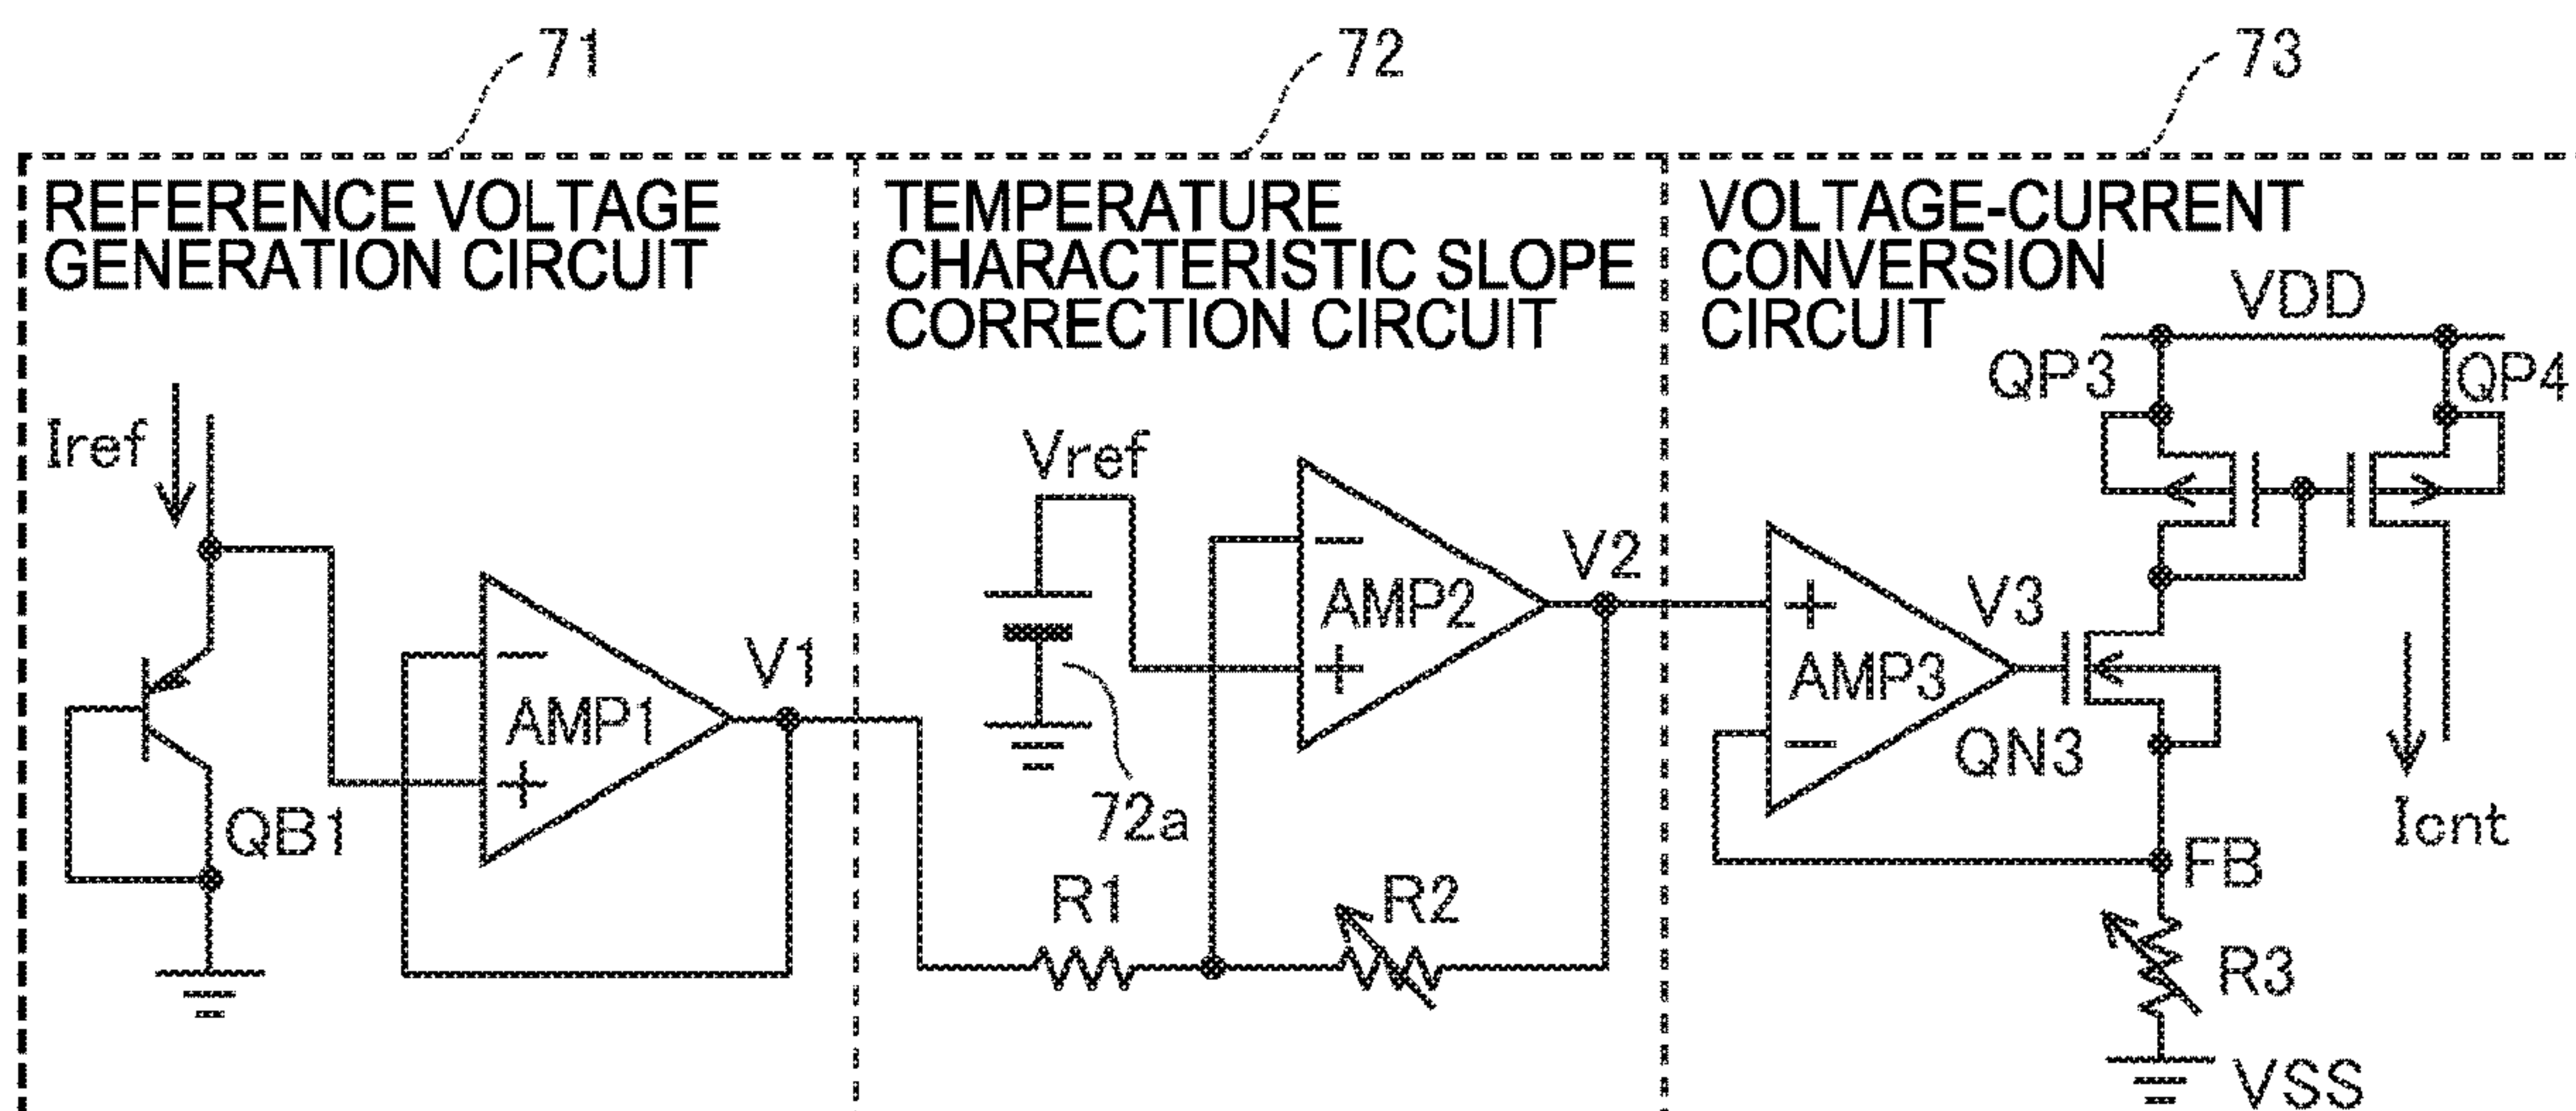 71
72
73
REFERENCE VOLTAGE
GENERATION CIRCUIT
TEMPERATURE
CHARACTERISTIC SLOPE
CORRECTION CIRCUIT
VOLTAGE-CURRENT
CONVERSION
CIRCUIT
VDD
QP3
QP4
Iref
Vref
- 
AMP1
+
V1
QB1
-
AMP2
+
V2
72a
R1
R2
+
AMP3
-
V3
QN3
Icnt
FB
R3
VSS